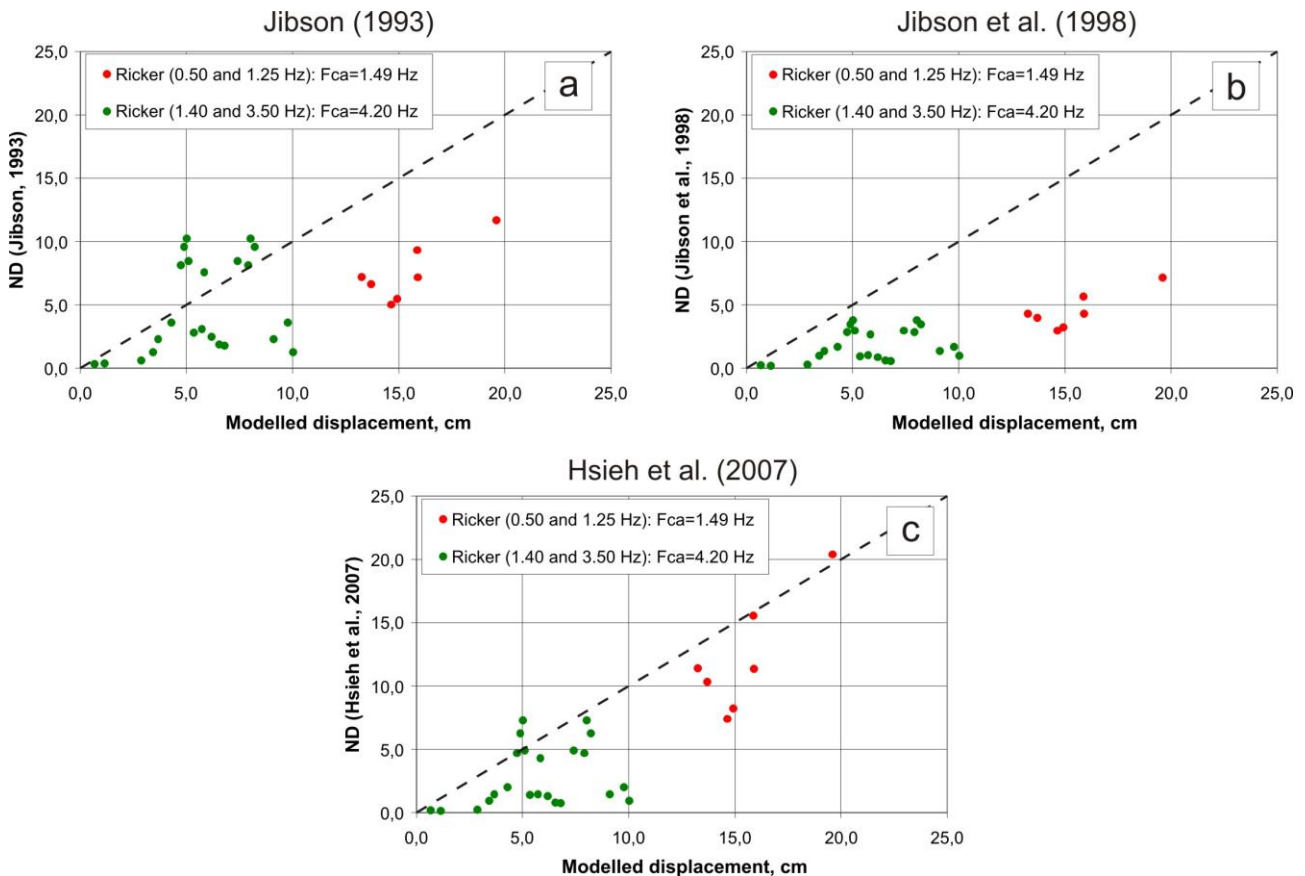 Jibson (1993)
25,0
20,0
15,0
10,0
5,0
0,0
ND (Jibson, 1993)
Ricker (0.50 and 1.25 Hz): Fca=1.49 Hz
Ricker (1.40 and 3.50 Hz): Fca=4.20 Hz
a
0,0 5,0 10,0 15,0 20,0 25,0
Modelled displacement, cm
Jibson et al. (1998)
25,0
20,0
15,0
10,0
5,0
0,0
ND (Jibson et al., 1998)
Ricker (0.50 and 1.25 Hz): Fca=1.49 Hz
Ricker (1.40 and 3.50 Hz): Fca=4.20 Hz
b
0,0 5,0 10,0 15,0 20,0 25,0
Modelled displacement, cm
Hsieh et al. (2007)
25,0
20,0
15,0
10,0
5,0
0,0
ND (Hsieh et al., 2007)
Ricker (0.50 and 1.25 Hz): Fca=1.49 Hz
Ricker (1.40 and 3.50 Hz): Fca=4.20 Hz
c
0,0 5,0 10,0 15,0 20,0 25,0
Modelled displacement, cm